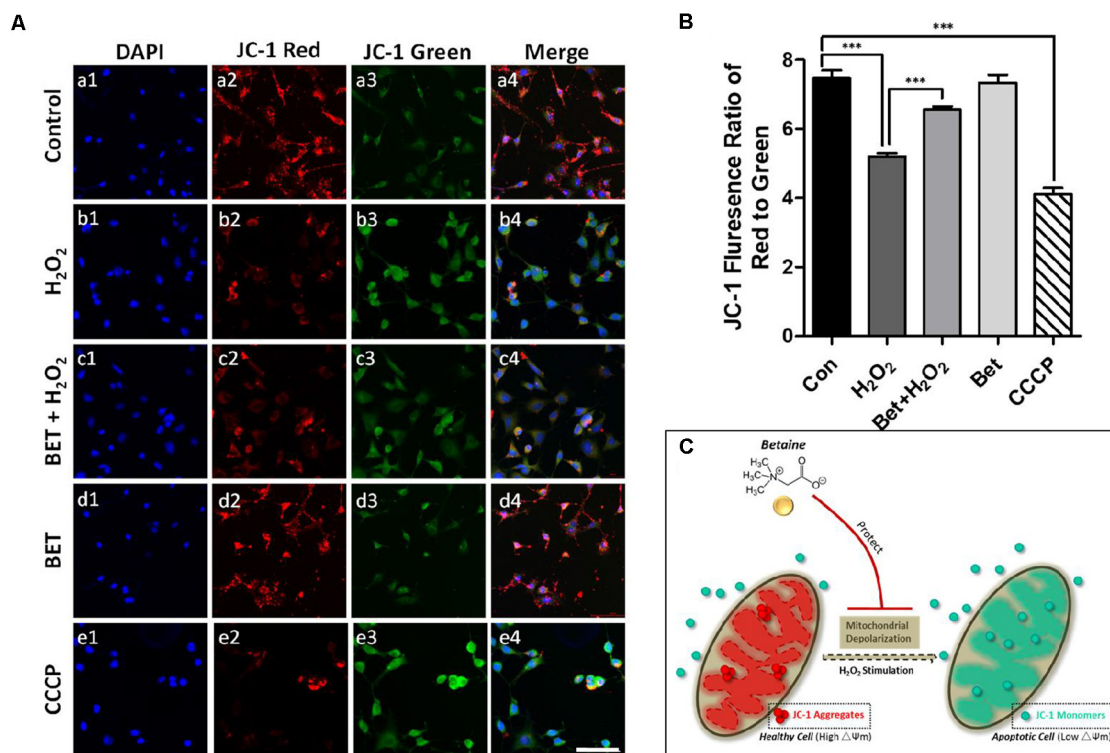 A
DAPI JC-1 Red JC-1 Green Merge
Control
a1 a2 a3 a4
H₂O₂
b1 b2 b3 b4
BET + H₂O₂
c1 c2 c3 c4
BET
d1 d2 d3 d4
CCCP
e1 e2 e3 e4
B
JC-1 Fluresence Ratio of
Red to Green
8
6
4
2
0
***
***
***
Con H₂O₂ Bet+H₂O₂ Bet CCCP
C
Betaine
H₃C
H₃C
H₃C
N⁺
O
O⁻
Protect
Mitochondrial
Depolarization
H₂O₂ Stimulation
JC-1 Aggregates
Healthy Cell (High △Ψm)
JC-1 Monomers
Apoptotic Cell (Low △Ψm)